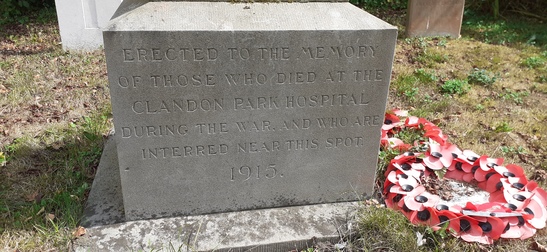 ERECTED TO THE MEMORY
OF THOSE WHO DIED AT THE
CLANDON PARK HOSPITAL
DURING THE WAR, AND WHO ARE
INTERRED NEAR THIS SPOT.
1915.